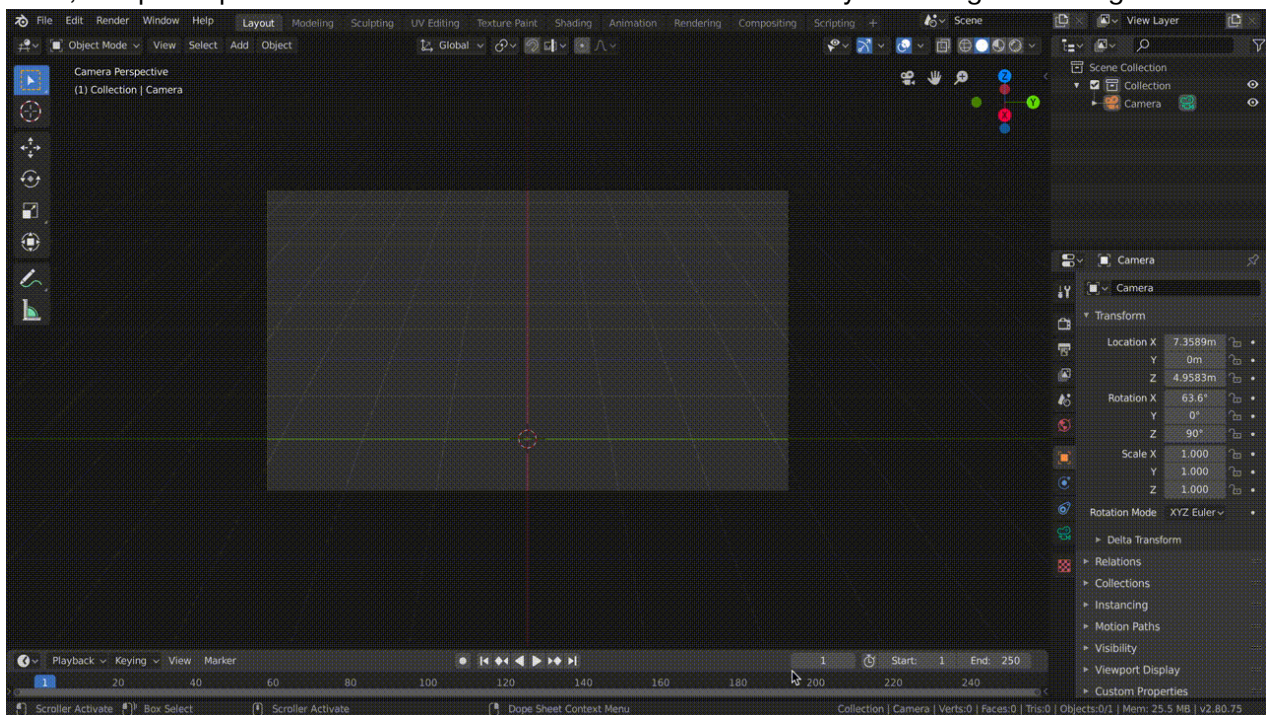 File Edit Render Window Help Layout Modeling Sculpting UV Editing Texture Paint Shading Animation Rendering Compositing Scripting + Scene View Layer
Object Mode View Select Add Object Global
Camera Perspective
(1) Collection | Camera
Z
Y
X
Scene Collection
Collection
Camera
Camera
Camera
Transform
Location X 7.3589m
Y 0m
Z 4.9583m
Rotation X 63.6°
Y 0°
Z 90°
Scale X 1.000
Y 1.000
Z 1.000
Rotation Mode XYZ Euler
Delta Transform
Relations
Collections
Instancing
Motion Paths
Visibility
Viewport Display
Custom Properties
Playback Keying View Marker 1 Start: 1 End: 250
1 20 40 60 80 100 120 140 160 180 200 220 240
Scroller Activate Box Select Scroller Activate Dope Sheet Context Menu Collection | Camera | Verts:0 | Faces:0 | Tris:0 | Objects:0/1 | Mem: 25.5 MB | v2.80.75